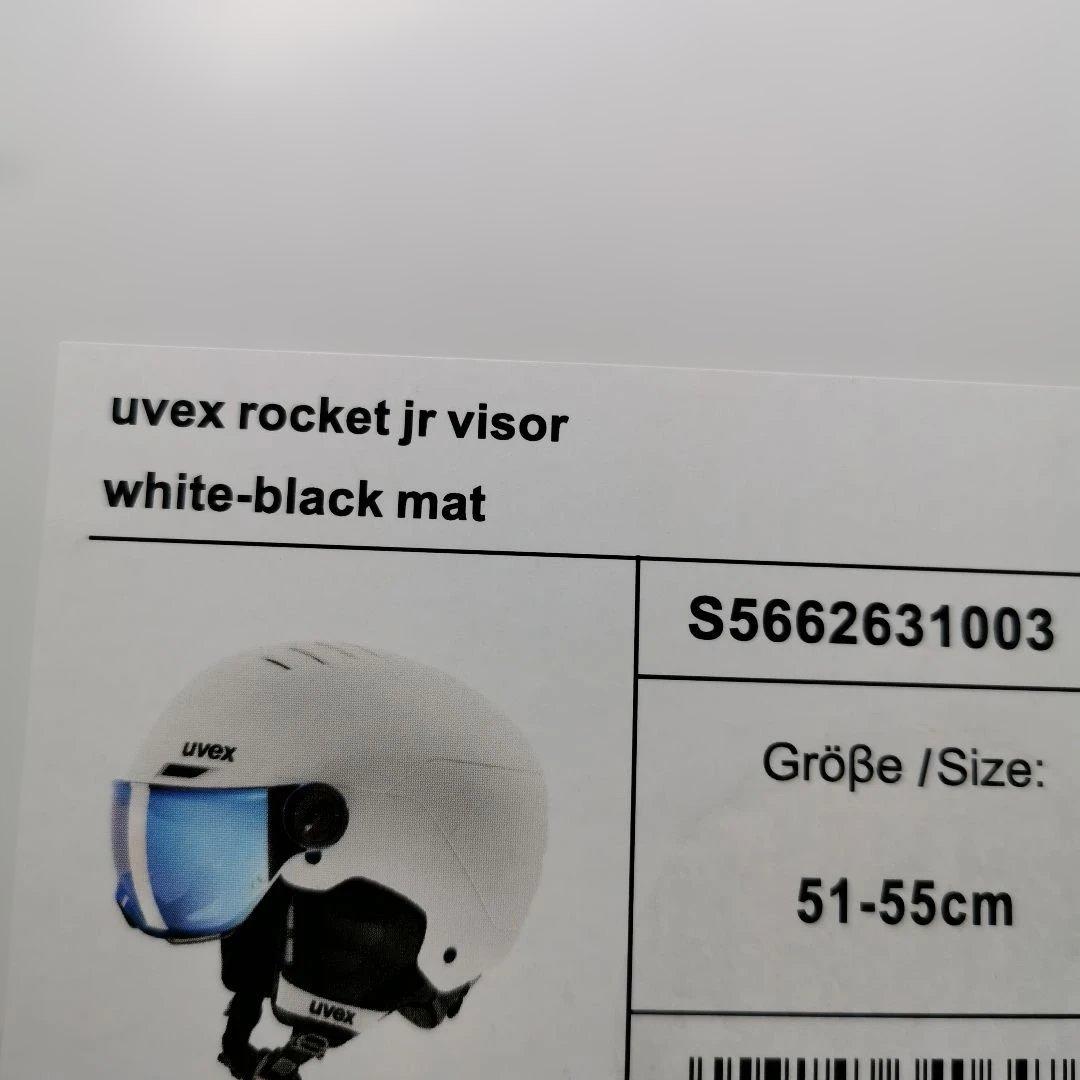 uvex rocket jr visor
white-black mat
S5662631003
Größe /Size:
51-55cm
uvex
uvex